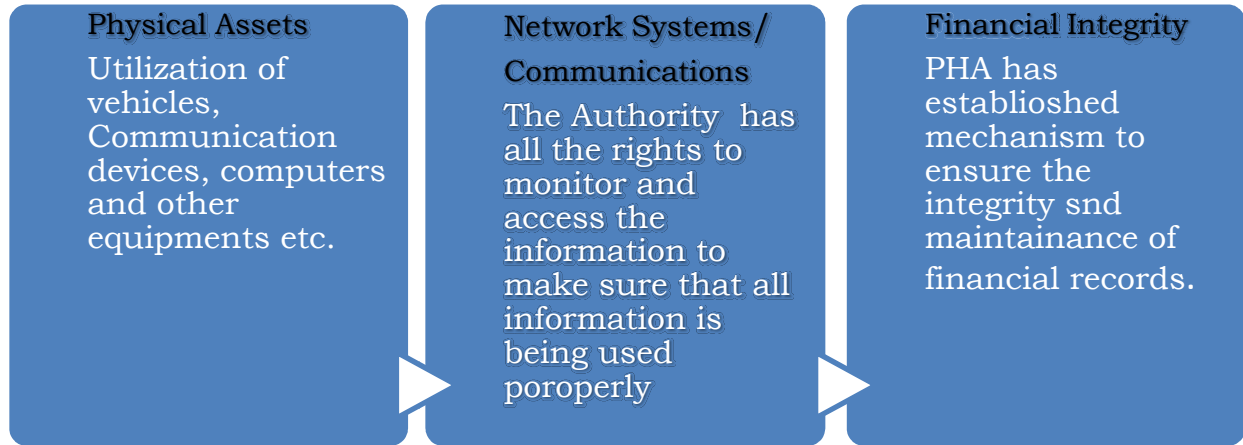 Physical Assets
Utilization of
vehicles,
Communication
devices, computers
and other
equipments etc.
Network Systems/
Communications
The Authority has
all the rights to
monitor and
access the
information to
make sure that all
information is
being used
poroperly
Financial Integrity
PHA has
establioshed
mechanism to
ensure the
integrity snd
maintainance of
financial records.